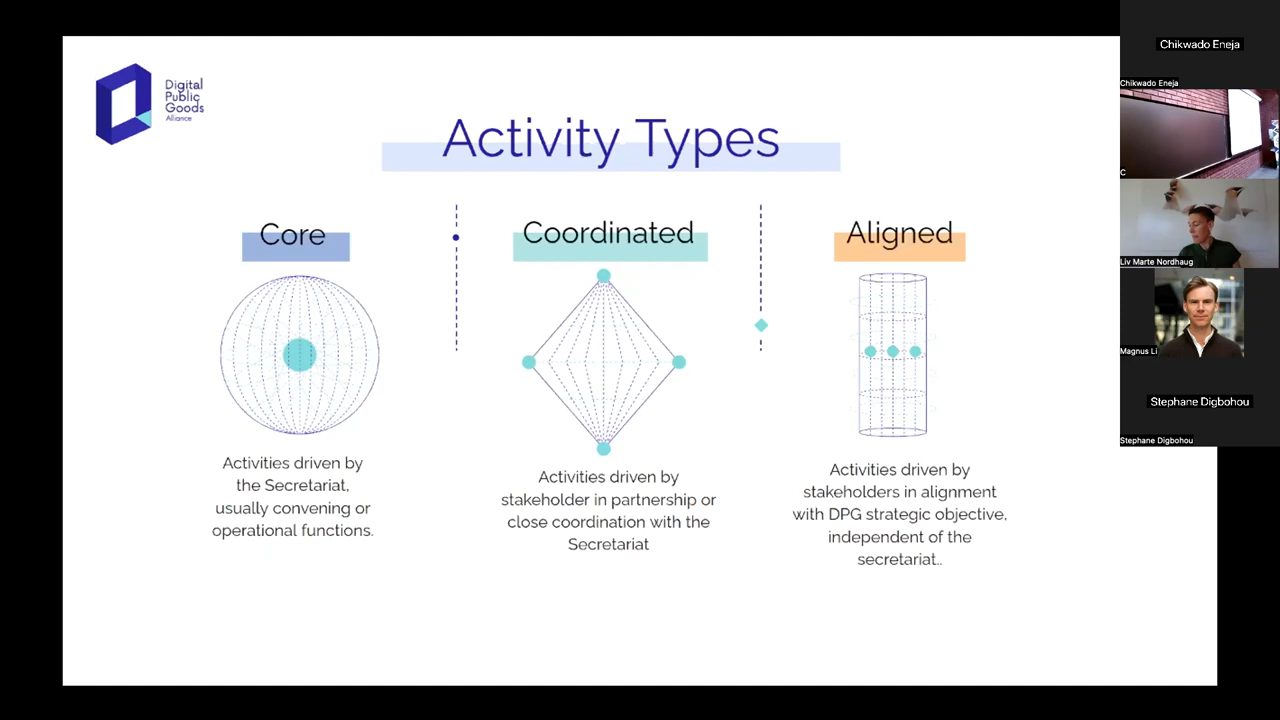 Digital
Public
Goods
Alliance
Activity Types
Core
Activities driven by
the Secretariat,
usually convening or
operational functions.
Coordinated
Activities driven by
stakeholder in partnership or
close coordination with the
Secretariat
Aligned
Activities driven by
stakeholders in alignment
with DPG strategic objective,
independent of the
secretariat..
Chikwado Eneja
Chikwado Eneja
C
Liv Marte Nordhaug
Magnus Li
Stephane Digbohou
Stephane Digbohou